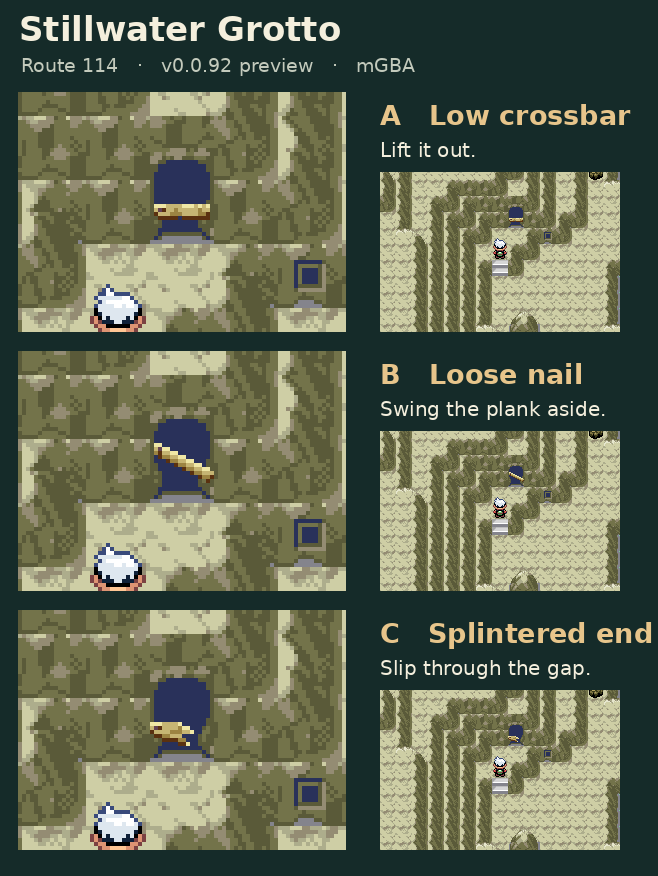 Stillwater Grotto
Route 114 · v0.0.92 preview · mGBA
A Low crossbar
Lift it out.
B Loose nail
Swing the plank aside.
C Splintered end
Slip through the gap.